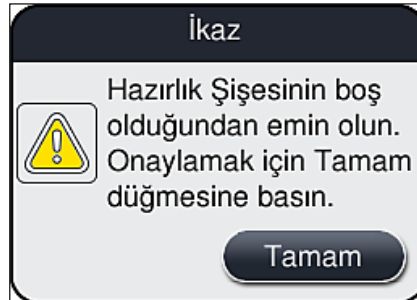 İkaz
Hazırlık Şişesinin boş
olduğundan emin olun.
Onaylamak için Tamam
düğmesine basın.
Tamam